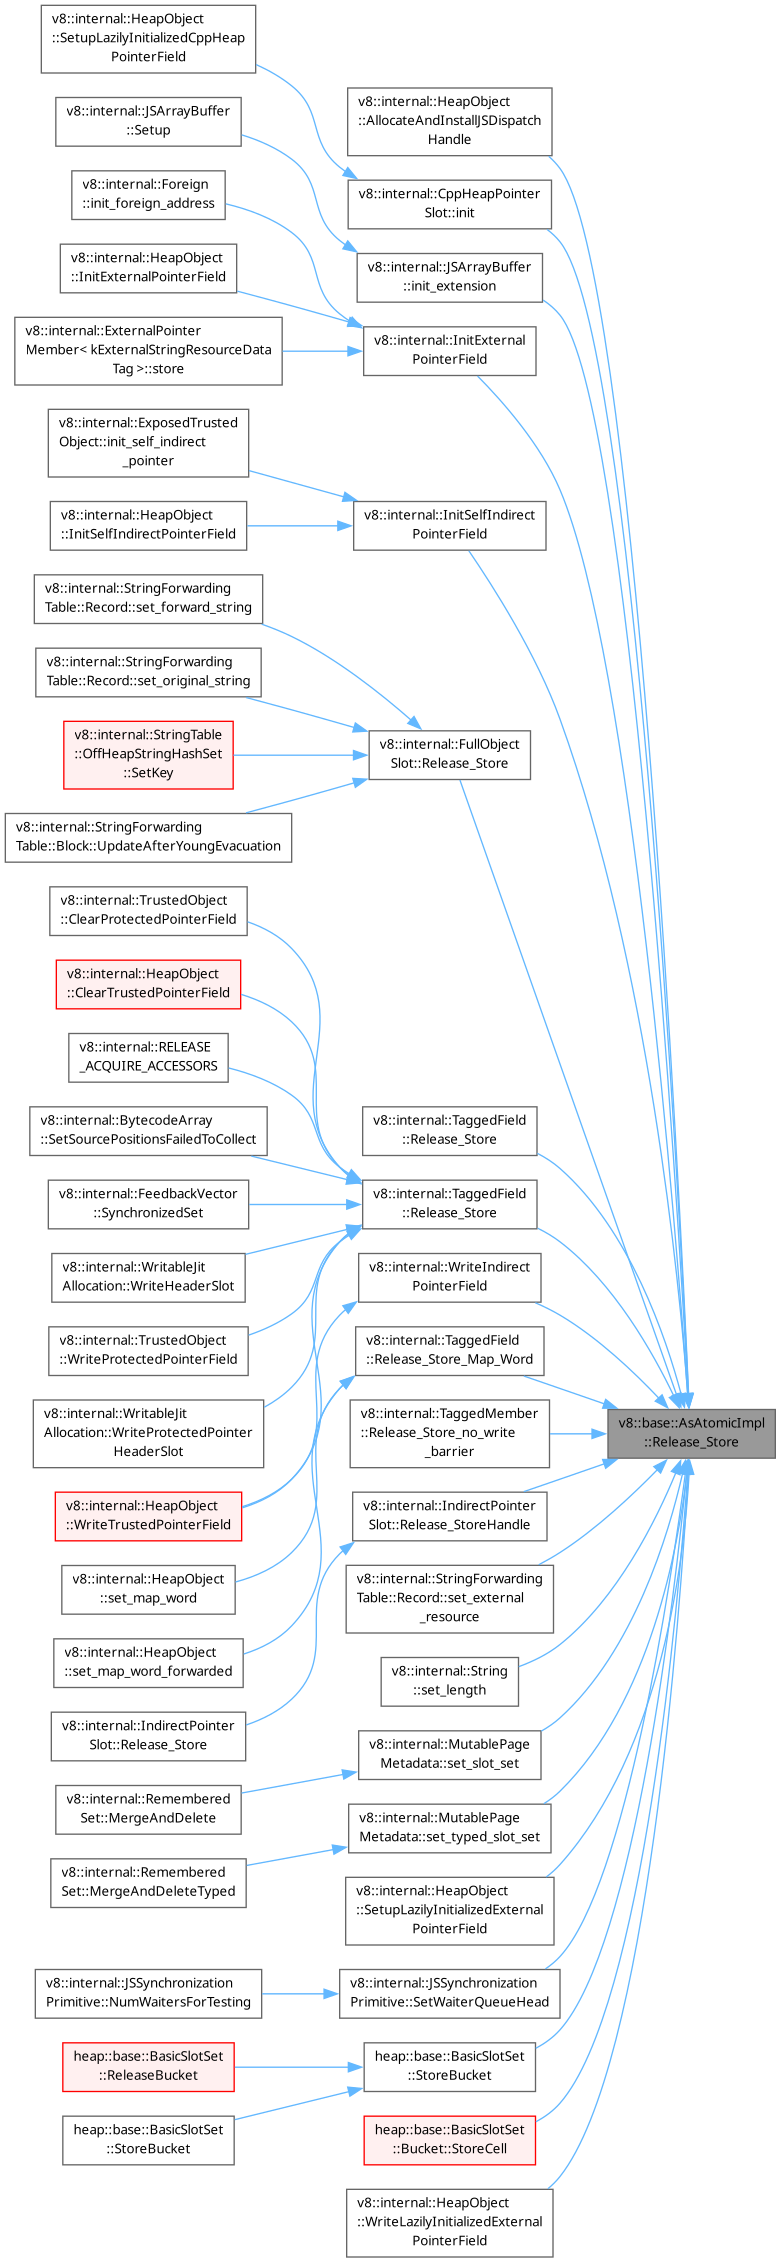 v8::internal::HeapObject
::SetupLazilyInitializedCppHeap
PointerField
v8::internal::JSArrayBuffer
::Setup
v8::internal::Foreign
::init_foreign_address
v8::internal::HeapObject
::InitExternalPointerField
v8::internal::ExternalPointer
Member< kExternalStringResourceData
Tag >::store
v8::internal::ExposedTrusted
Object::init_self_indirect
_pointer
v8::internal::HeapObject
::InitSelfIndirectPointerField
v8::internal::StringForwarding
Table::Record::set_forward_string
v8::internal::StringForwarding
Table::Record::set_original_string
v8::internal::StringTable
::OffHeapStringHashSet
::SetKey
v8::internal::StringForwarding
Table::Block::UpdateAfterYoungEvacuation
v8::internal::TrustedObject
::ClearProtectedPointerField
v8::internal::HeapObject
::ClearTrustedPointerField
v8::internal::RELEASE
_ACQUIRE_ACCESSORS
v8::internal::BytecodeArray
::SetSourcePositionsFailedToCollect
v8::internal::FeedbackVector
::SynchronizedSet
v8::internal::WritableJit
Allocation::WriteHeaderSlot
v8::internal::TrustedObject
::WriteProtectedPointerField
v8::internal::WritableJit
Allocation::WriteProtectedPointer
HeaderSlot
v8::internal::HeapObject
::WriteTrustedPointerField
v8::internal::HeapObject
::set_map_word
v8::internal::HeapObject
::set_map_word_forwarded
v8::internal::IndirectPointer
Slot::Release_Store
v8::internal::Remembered
Set::MergeAndDelete
v8::internal::Remembered
Set::MergeAndDeleteTyped
v8::internal::JSSynchronization
Primitive::NumWaitersForTesting
heap::base::BasicSlotSet
::ReleaseBucket
heap::base::BasicSlotSet
::StoreBucket
v8::internal::HeapObject
::AllocateAndInstallJSDispatch
Handle
v8::internal::CppHeapPointer
Slot::init
v8::internal::JSArrayBuffer
::init_extension
v8::internal::InitExternal
PointerField
v8::internal::InitSelfIndirect
PointerField
v8::internal::FullObject
Slot::Release_Store
v8::internal::TaggedField
::Release_Store
v8::internal::TaggedField
::Release_Store
v8::internal::WriteIndirect
PointerField
v8::internal::TaggedField
::Release_Store_Map_Word
v8::internal::TaggedMember
::Release_Store_no_write
_barrier
v8::internal::IndirectPointer
Slot::Release_StoreHandle
v8::internal::StringForwarding
Table::Record::set_external
_resource
v8::internal::String
::set_length
v8::internal::MutablePage
Metadata::set_slot_set
v8::internal::MutablePage
Metadata::set_typed_slot_set
v8::internal::HeapObject
::SetupLazilyInitializedExternal
PointerField
v8::internal::JSSynchronization
Primitive::SetWaiterQueueHead
heap::base::BasicSlotSet
::StoreBucket
heap::base::BasicSlotSet
::Bucket::StoreCell
v8::internal::HeapObject
::WriteLazilyInitializedExternal
PointerField
v8::base::AsAtomicImpl
::Release_Store